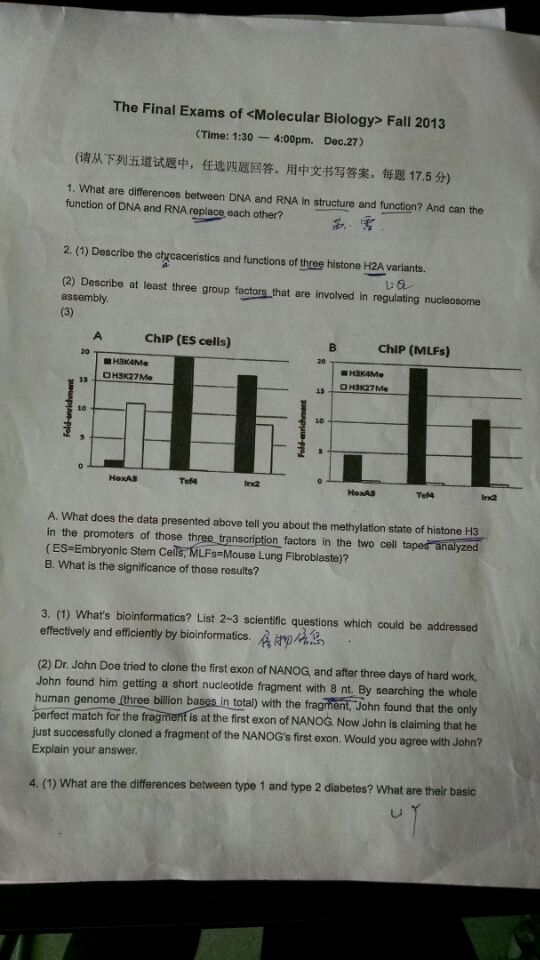 The Final Exams of <Molecular Biology> Fall 2013
(Time: 1:30 — 4:00pm. Dec.27)
(请从下列五道试题中，任选四题回答。用中文书写答案。每题 17.5 分)
1. What are differences between DNA and RNA in structure and function? And can the
function of DNA and RNA replace each other?
2. (1) Describe the chrcaceristics and functions of three histone H2A variants.
a
(2) Describe at least three group factors that are involved in regulating nucleosome
assembly.
(3)
A ChIP (ES cells)
20
15
10
5
0
Fold-enrichment
H3K4Me
H3K27Me
HoxA3 Tcf4 Irx2
B ChIP (MLFs)
20
15
10
5
0
Fold-enrichment
H3K4Me
H3K27Me
HoxA3 Tcf4 Irx2
A. What does the data presented above tell you about the methylation state of histone H3
in the promoters of those three transcription factors in the two cell tapes analyzed
( ES=Embryonic Stem Cells, MLFs=Mouse Lung Fibroblaste)?
B. What is the significance of those results?
3. (1) What's bioinformatics? List 2~3 scientific questions which could be addressed
effectively and efficiently by bioinformatics.
(2) Dr. John Doe tried to clone the first exon of NANOG, and after three days of hard work,
John found him getting a short nucleotide fragment with 8 nt. By searching the whole
human genome (three billion bases in total) with the fragment, John found that the only
perfect match for the fragment is at the first exon of NANOG. Now John is claiming that he
just successfully cloned a fragment of the NANOG's first exon. Would you agree with John?
Explain your answer.
4. (1) What are the differences between type 1 and type 2 diabetes? What are their basic